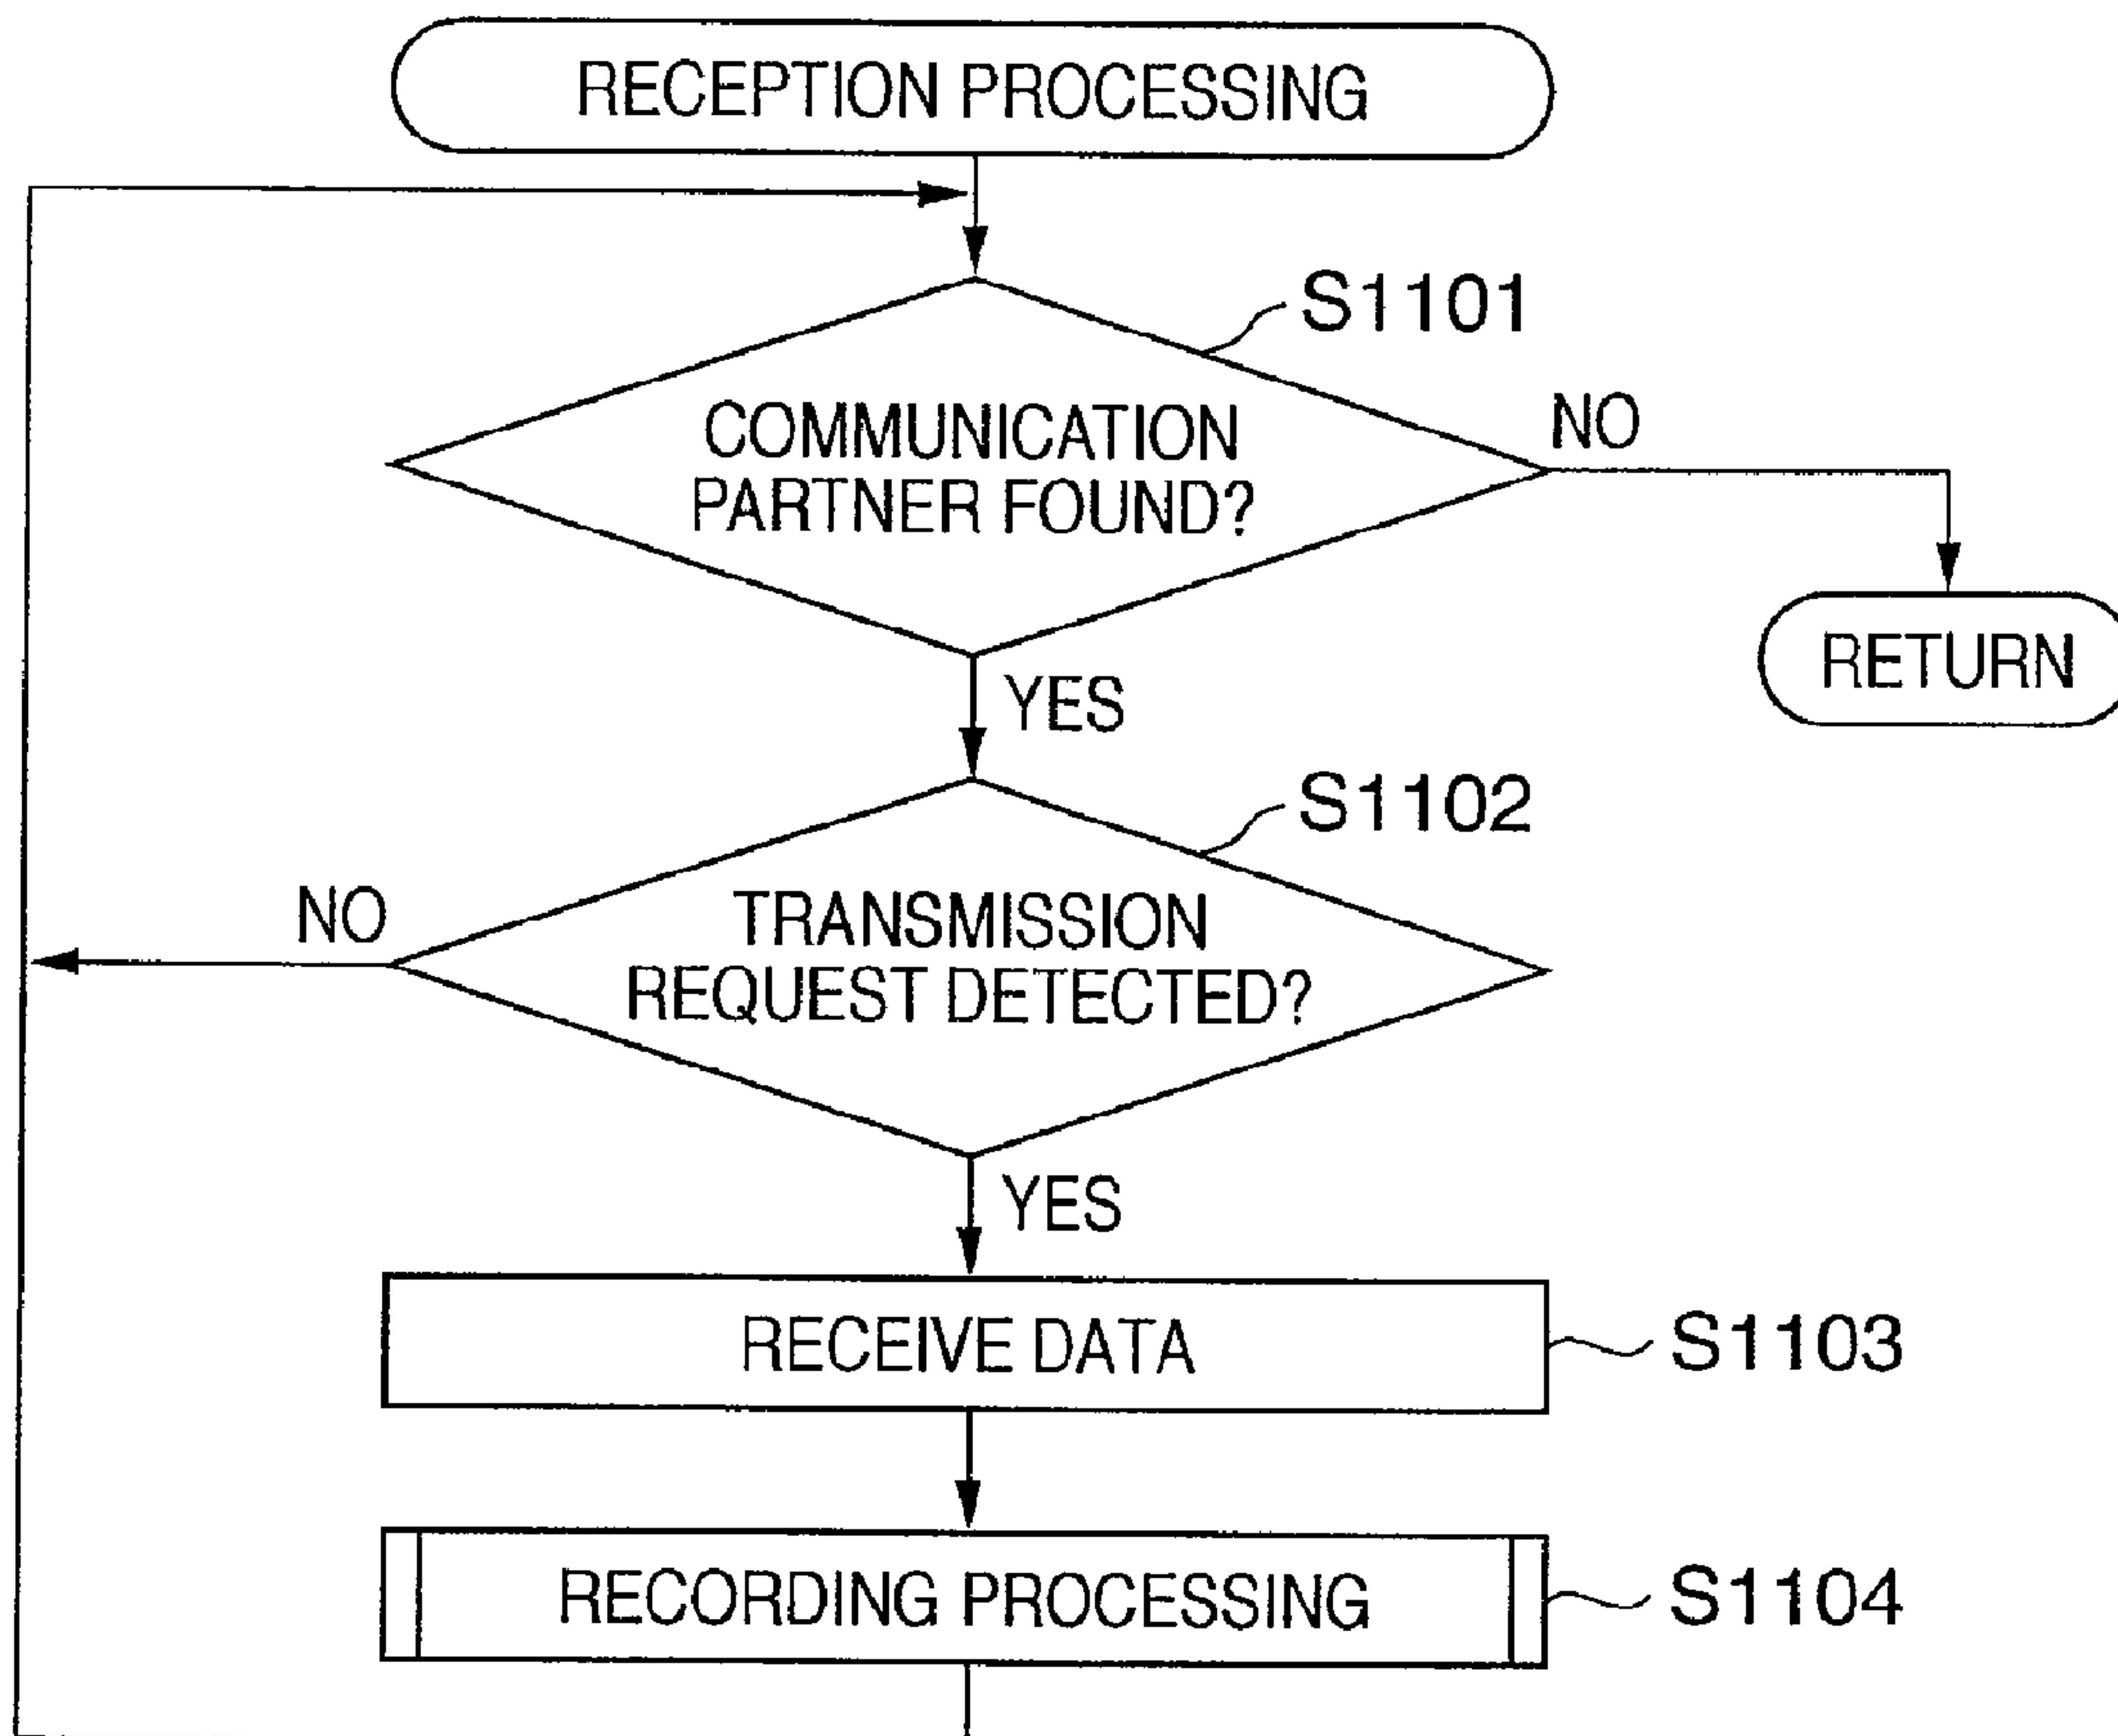 RECEPTION PROCESSING
S1101
COMMUNICATION
PARTNER FOUND?
NO
RETURN
YES
S1102
TRANSMISSION
REQUEST DETECTED?
NO
YES
RECEIVE DATA
S1103
RECORDING PROCESSING
S1104